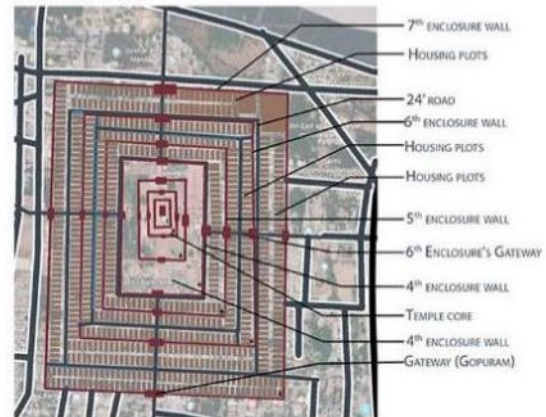 7th ENCLOSURE WALL
HOUSING PLOTS
24' ROAD
6th ENCLOSURE WALL
HOUSING PLOTS
HOUSING PLOTS
5th ENCLOSURE WALL
6th ENCLOSURE'S GATEWAY
4th ENCLOSURE WALL
TEMPLE CORE
4th ENCLOSURE WALL
GATEWAY (GOPURAM)